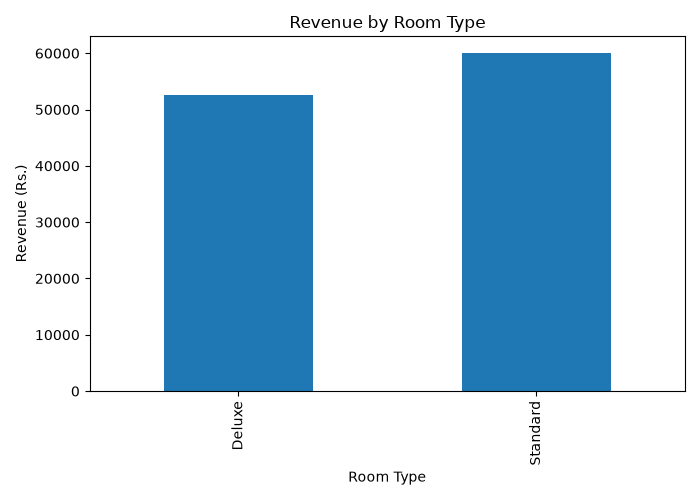 Revenue by Room Type
Revenue (Rs.)
60000
50000
40000
30000
20000
10000
0
Deluxe
Standard
Room Type